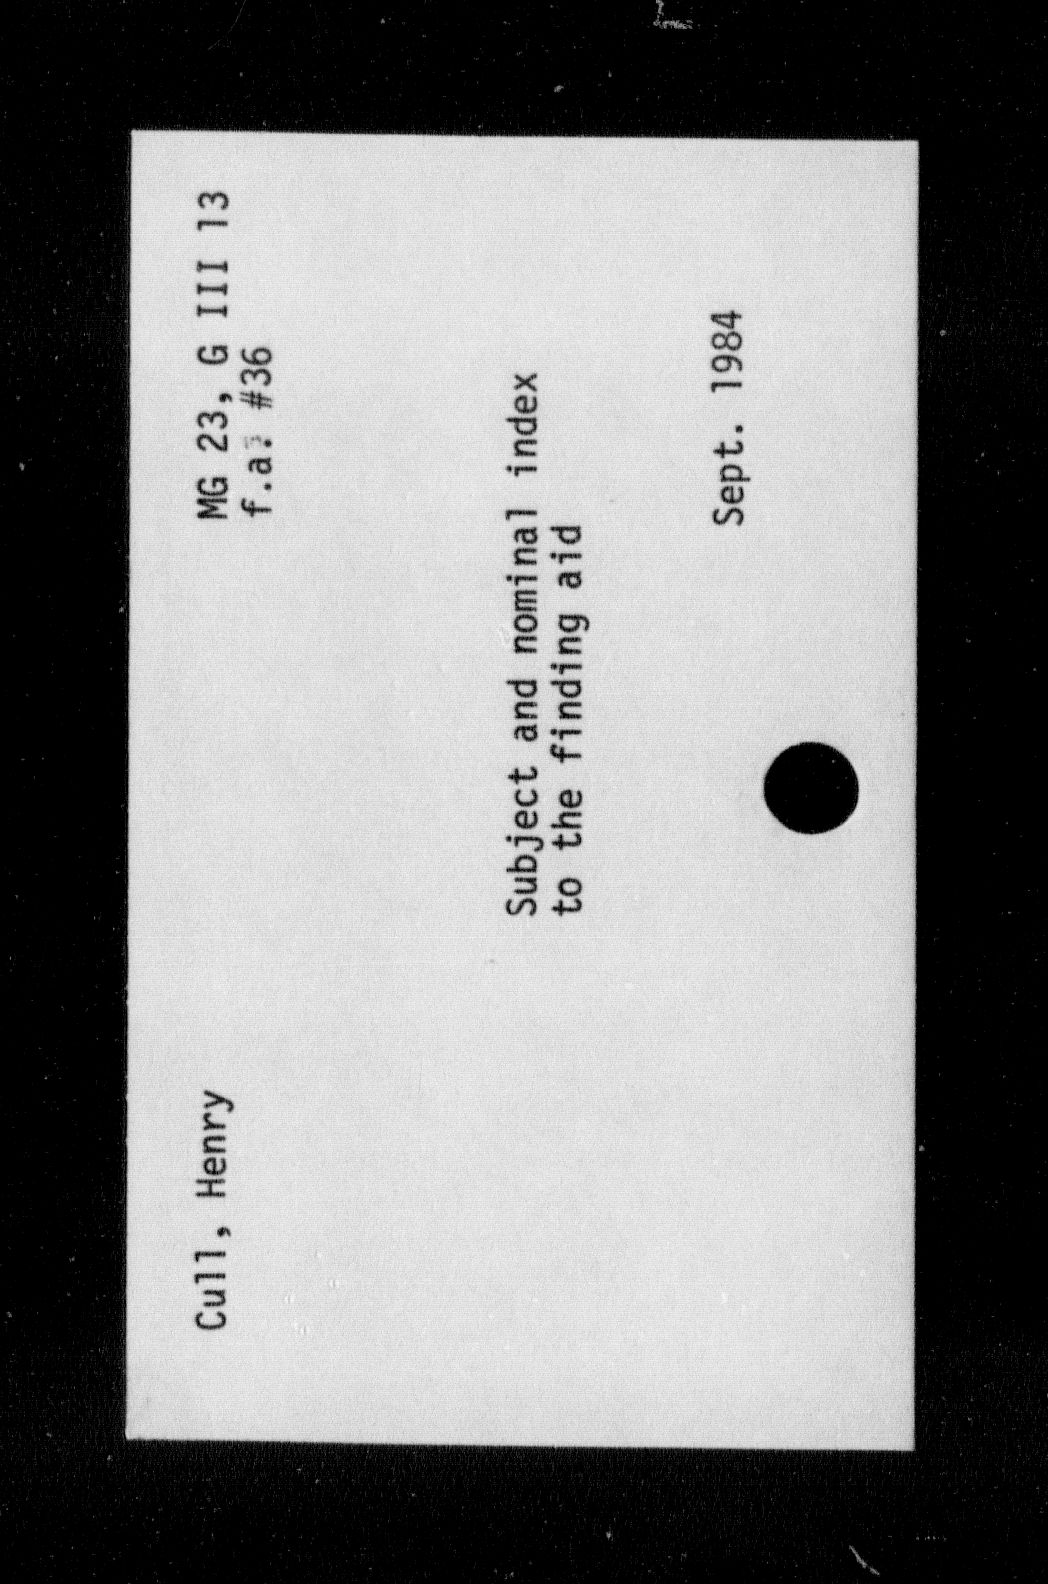 Cull, Henry MG 23, G III 13
f.a. #36
Subject and nominal index
to the finding aid
Sept. 1984